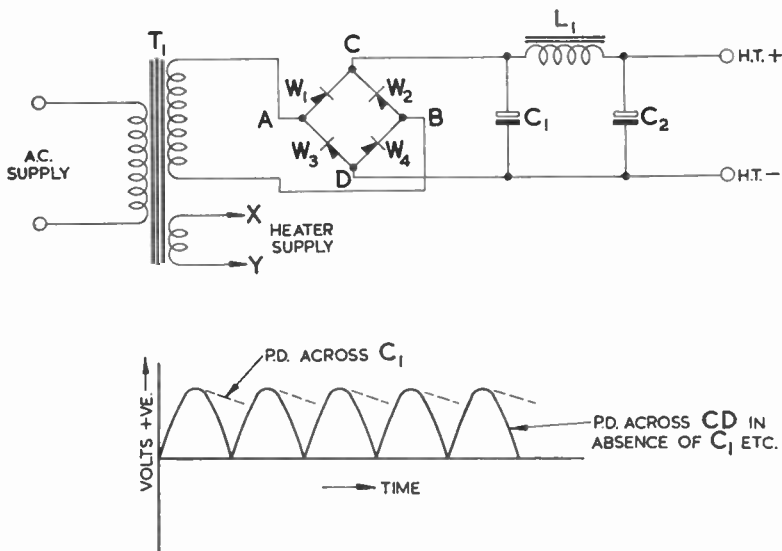 T1
A.C.
SUPPLY
X
Y
HEATER
SUPPLY
A
B
C
D
W1
W2
W3
W4
L1
C1
C2
H.T.+
H.T.−
P.D. ACROSS C1
VOLTS +VE.
TIME
P.D. ACROSS CD IN
ABSENCE OF C1 ETC.